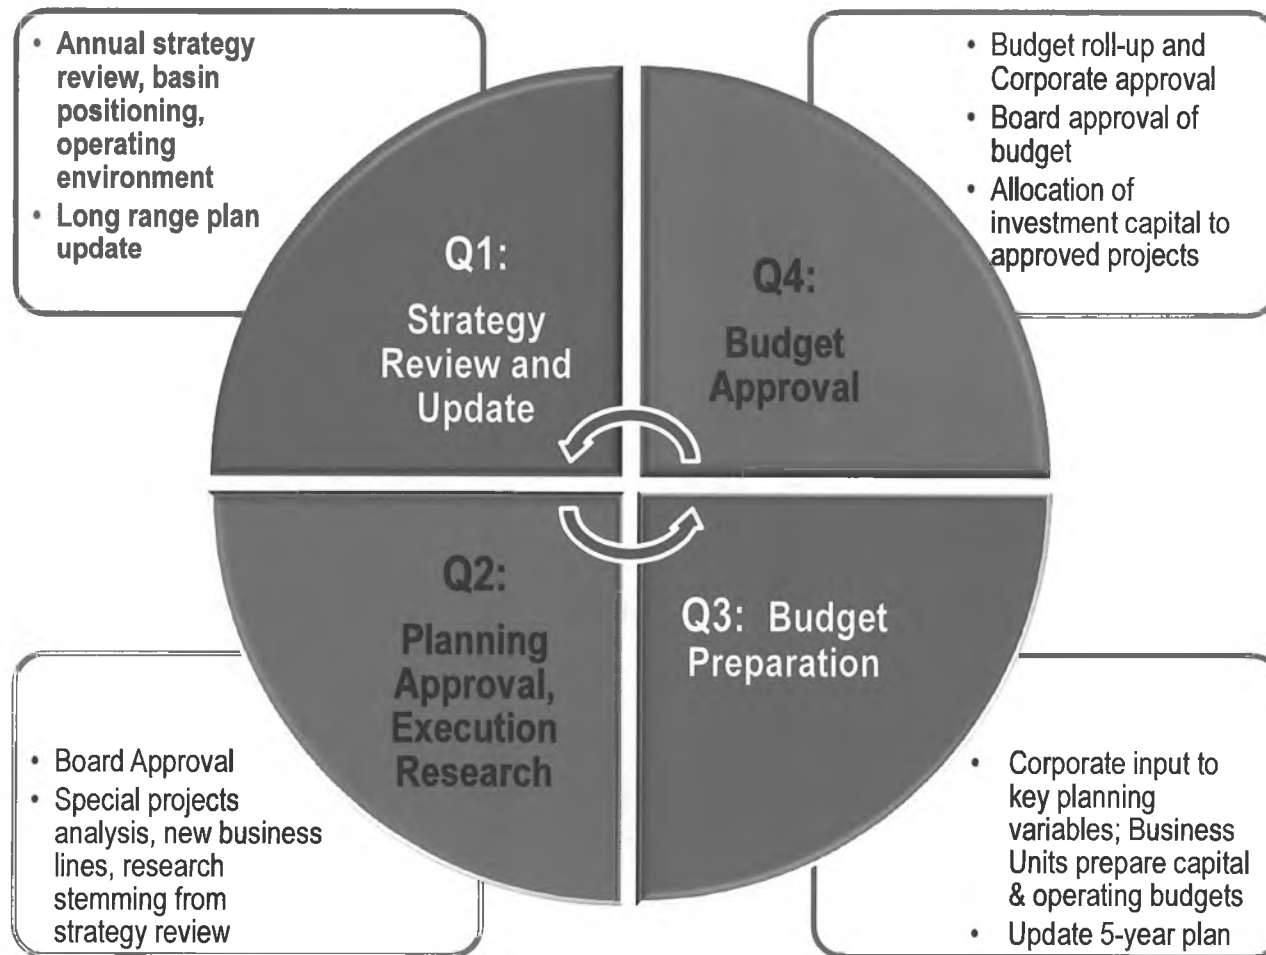 • Annual strategy
review, basin
positioning,
operating
environment
• Long range plan
update
Q1:
Strategy
Review and
Update
• Budget roll-up and
Corporate approval
• Board approval of
budget
• Allocation of
investment capital to
approved projects
Q4:
Budget
Approval
Q2:
Planning
Approval,
Execution
Research
• Board Approval
• Special projects
analysis, new business
lines, research
stemming from
strategy review
Q3: Budget
Preparation
• Corporate input to
key planning
variables; Business
Units prepare capital
& operating budgets
• Update 5-year plan